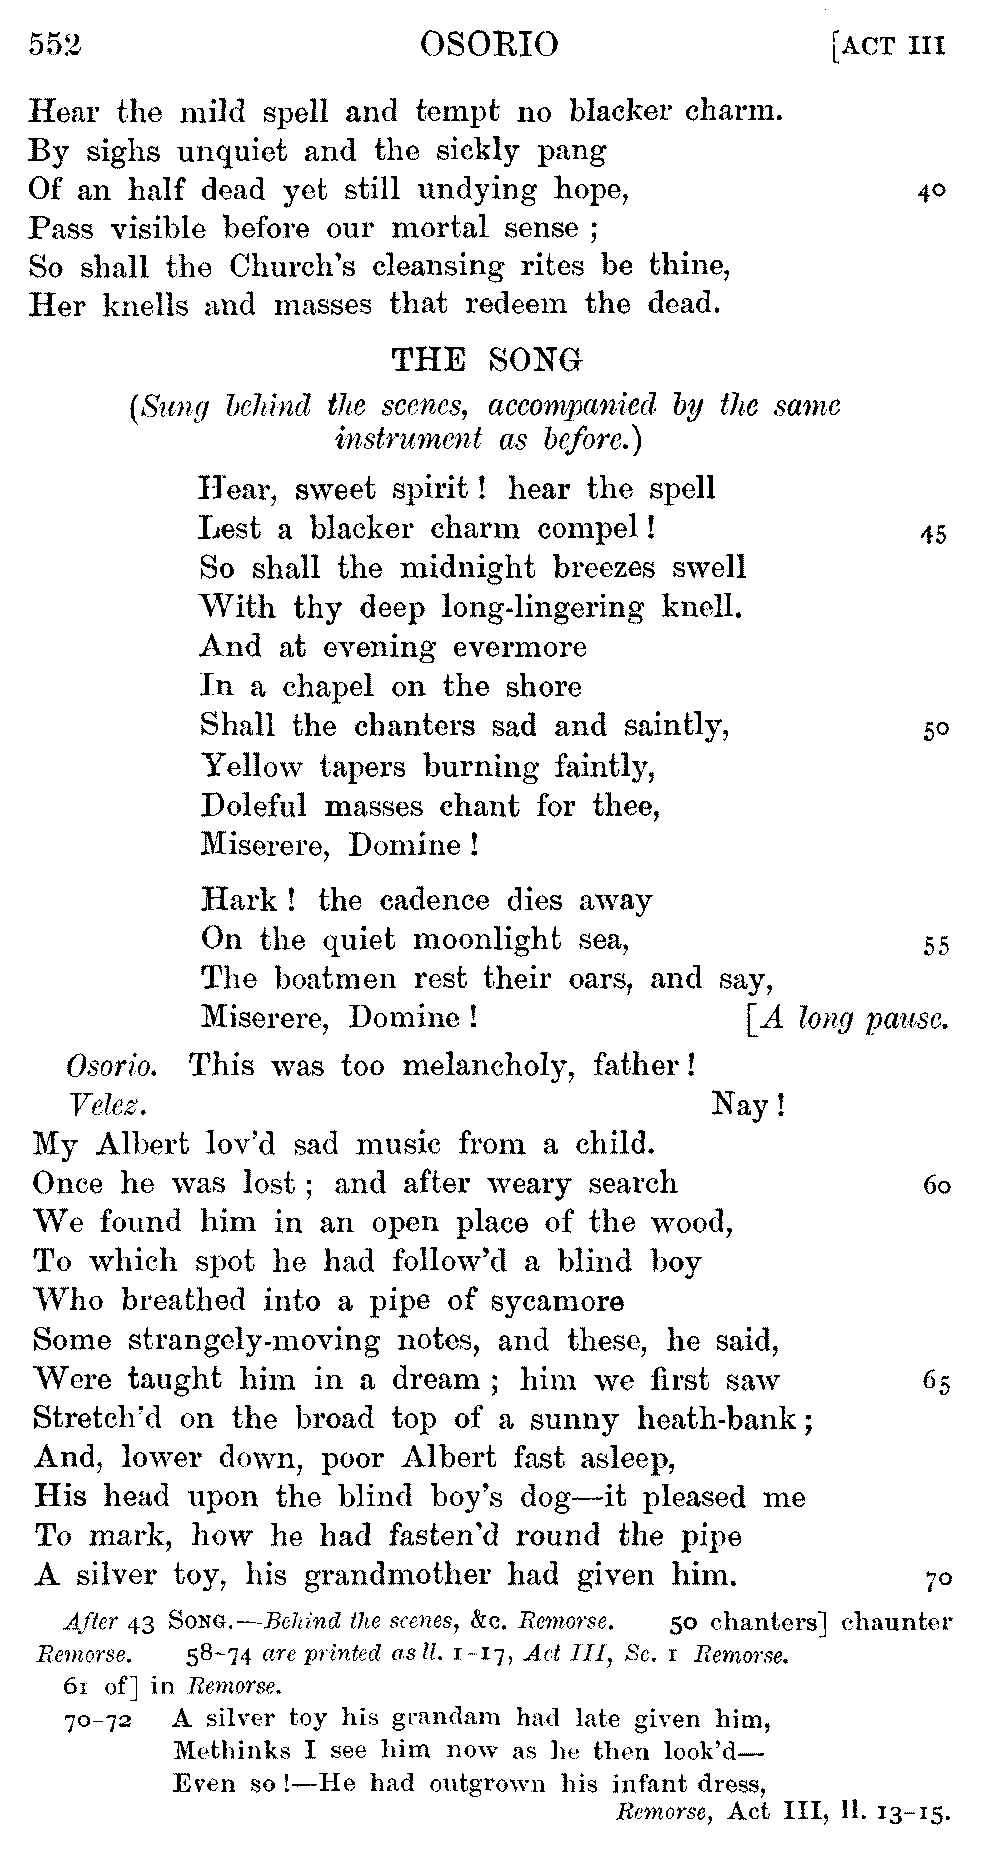 552 OSORIO [ACT III
Hear the mild spell and tempt no blacker charm.
By sighs unquiet and the sickly pang
Of an half dead yet still undying hope, 40
Pass visible before our mortal sense ;
So shall the Church's cleansing rites be thine,
Her knells and masses that redeem the dead.
THE SONG
(Sung behind the scenes, accompanied by the same
instrument as before.)
Hear, sweet spirit ! hear the spell
Lest a blacker charm compel ! 45
So shall the midnight breezes swell
With thy deep long-lingering knell.
And at evening evermore
In a chapel on the shore
Shall the chanters sad and saintly, 50
Yellow tapers burning faintly,
Doleful masses chant for thee,
Miserere, Domine !
Hark ! the cadence dies away
On the quiet moonlight sea, 55
The boatmen rest their oars, and say,
Miserere, Domine ! [A long pause.
Osorio. This was too melancholy, father !
Velez. Nay !
My Albert lov'd sad music from a child.
Once he was lost ; and after weary search 60
We found him in an open place of the wood,
To which spot he had follow'd a blind boy
Who breathed into a pipe of sycamore
Some strangely-moving notes, and these, he said,
Were taught him in a dream ; him we first saw 65
Stretch'd on the broad top of a sunny heath-bank ;
And, lower down, poor Albert fast asleep,
His head upon the blind boy's dog—it pleased me
To mark, how he had fasten'd round the pipe
A silver toy, his grandmother had given him. 70
After 43 SONG.—Behind the scenes, &c. Remorse. 50 chanters] chaunter
Remorse. 58-74 are printed as ll. 1-17, Act III, Sc. 1 Remorse.
61 of] in Remorse.
70-72 A silver toy his grandam had late given him,
Methinks I see him now as he then look'd—
Even so !—He had outgrown his infant dress,
Remorse, Act III, ll. 13-15.